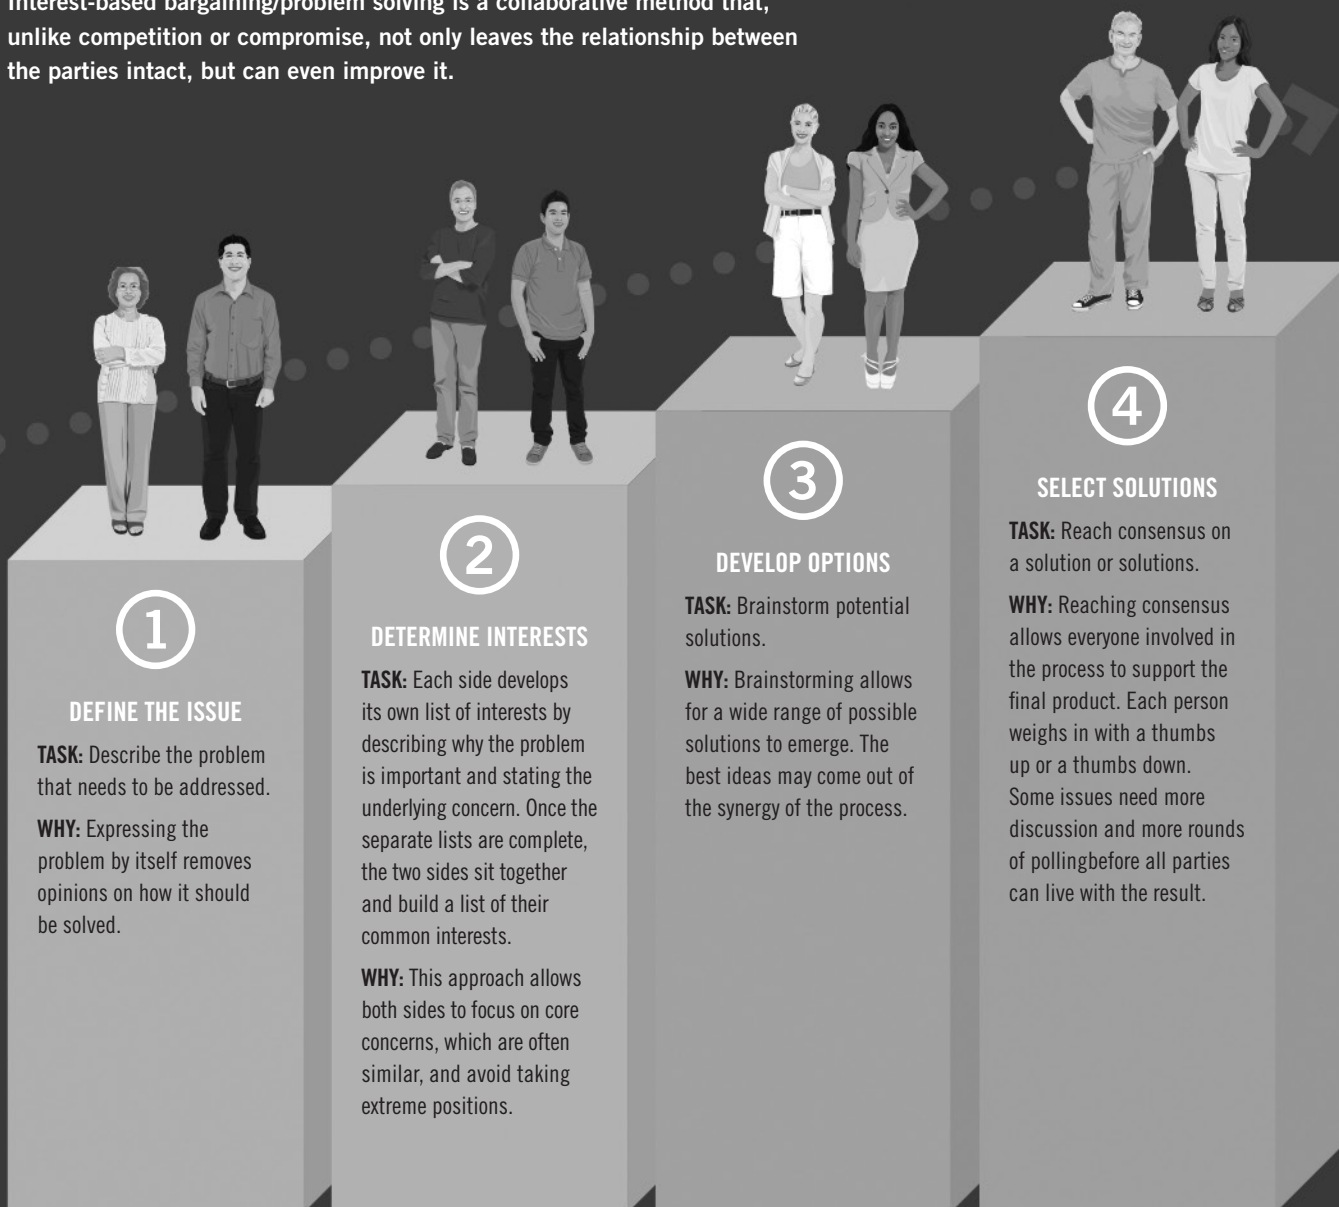 Interest-based bargaining/problem solving is a collaborative method that,
unlike competition or compromise, not only leaves the relationship between
the parties intact, but can even improve it.
1
DEFINE THE ISSUE
TASK: Describe the problem
that needs to be addressed.
WHY: Expressing the
problem by itself removes
opinions on how it should
be solved.
2
DETERMINE INTERESTS
TASK: Each side develops
its own list of interests by
describing why the problem
is important and stating the
underlying concern. Once the
separate lists are complete,
the two sides sit together
and build a list of their
common interests.
WHY: This approach allows
both sides to focus on core
concerns, which are often
similar, and avoid taking
extreme positions.
3
DEVELOP OPTIONS
TASK: Brainstorm potential
solutions.
WHY: Brainstorming allows
for a wide range of possible
solutions to emerge. The
best ideas may come out of
the synergy of the process.
4
SELECT SOLUTIONS
TASK: Reach consensus on
a solution or solutions.
WHY: Reaching consensus
allows everyone involved in
the process to support the
final product. Each person
weighs in with a thumbs
up or a thumbs down.
Some issues need more
discussion and more rounds
of pollingbefore all parties
can live with the result.